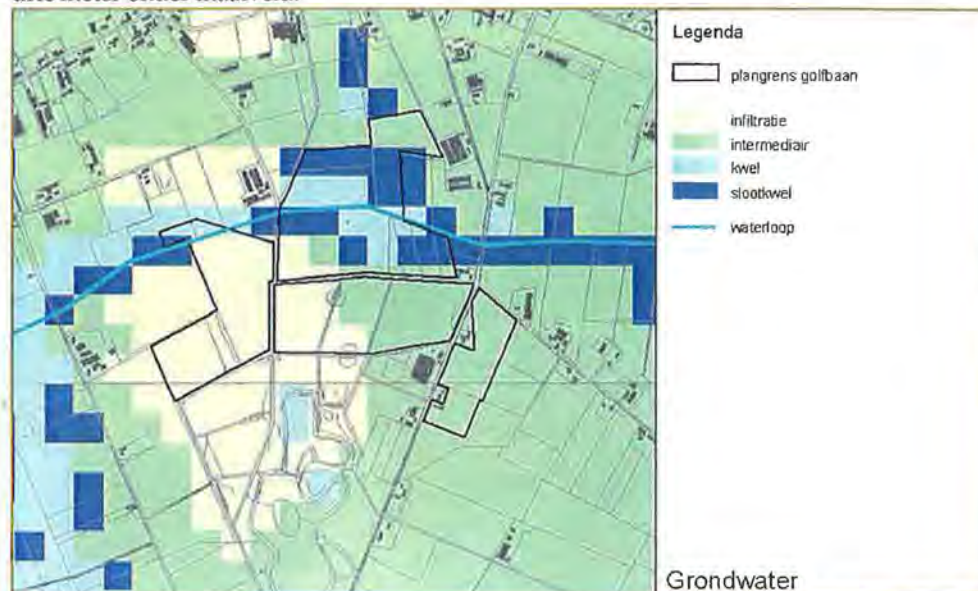 Legenda
plangrens golfbaan
infiltratie
intermediair
kwel
slootkwel
waterloop
Grondwater